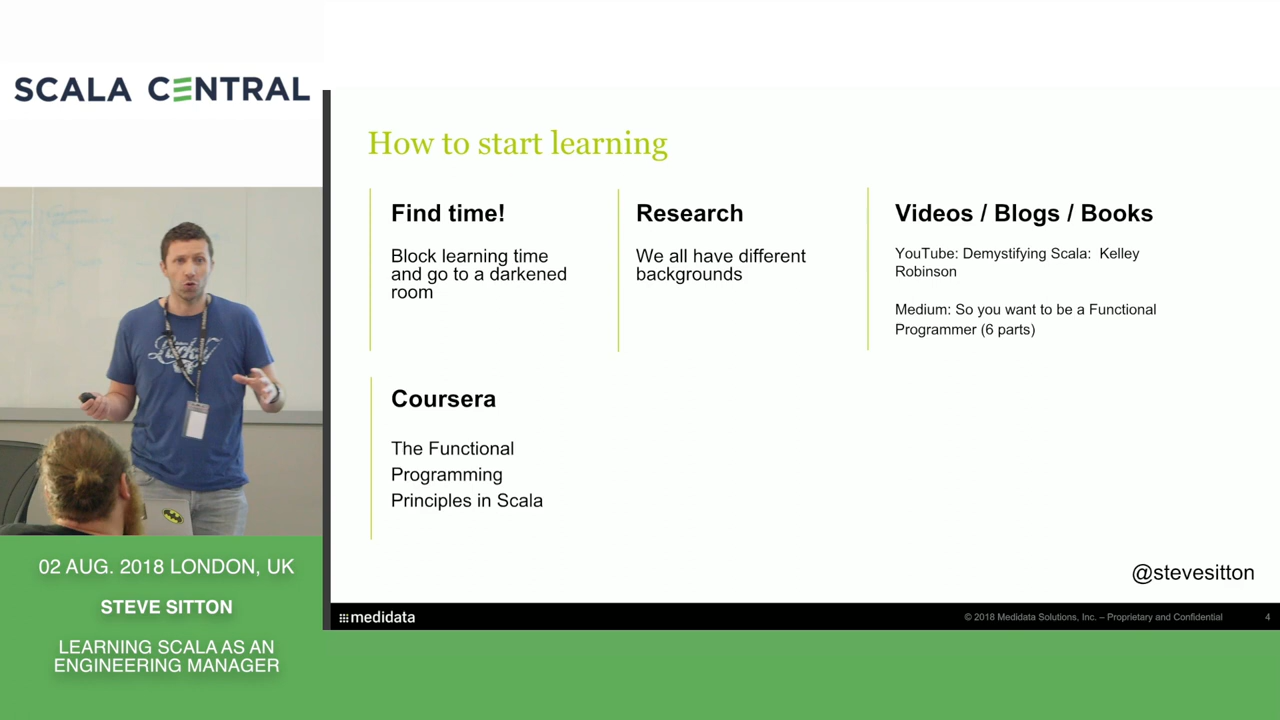 SCALA CENTRAL
How to start learning
Find time!
Block learning time
and go to a darkened
room
Research
We all have different
backgrounds
Videos / Blogs / Books
YouTube: Demystifying Scala:  Kelley
Robinson
Medium: So you want to be a Functional
Programmer (6 parts)
Coursera
The Functional
Programming
Principles in Scala
@stevesitton
medidata
© 2018 Medidata Solutions, Inc. – Proprietary and Confidential
4
02 AUG. 2018 LONDON, UK
STEVE SITTON
LEARNING SCALA AS AN
ENGINEERING MANAGER